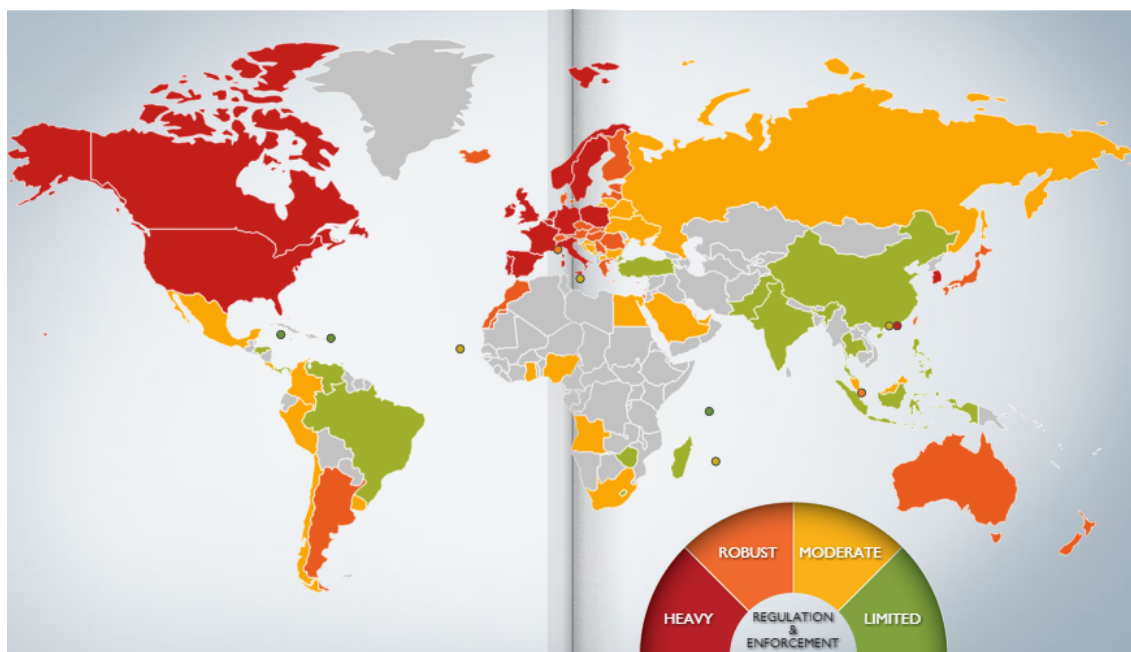 ROBUST
MODERATE
HEAVY
REGULATION
&
ENFORCEMENT
LIMITED